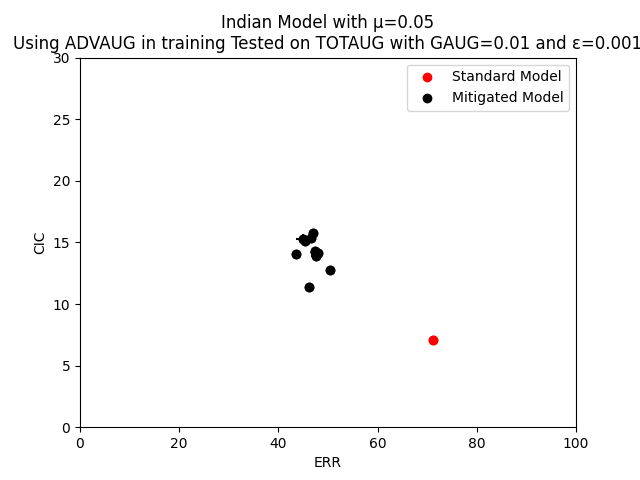 Indian Model with μ=0.05
Using ADVAUG in training Tested on TOTAUG with GAUG=0.01 and ε=0.001
Standard Model
Mitigated Model
30
25
20
15
10
5
0
CIC
0 20 40 60 80 100
ERR